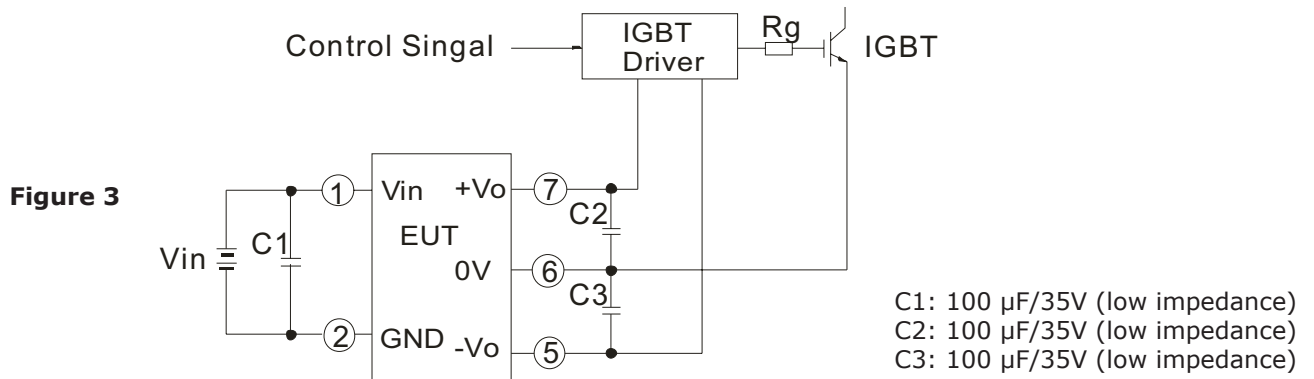 Control Singal
IGBT
Driver
Rg
IGBT
Figure 3
Vin
C1
1
2
Vin
+Vo
EUT
0V
GND
-Vo
7
6
5
C2
C3
C1: 100 µF/35V (low impedance)
C2: 100 µF/35V (low impedance)
C3: 100 µF/35V (low impedance)